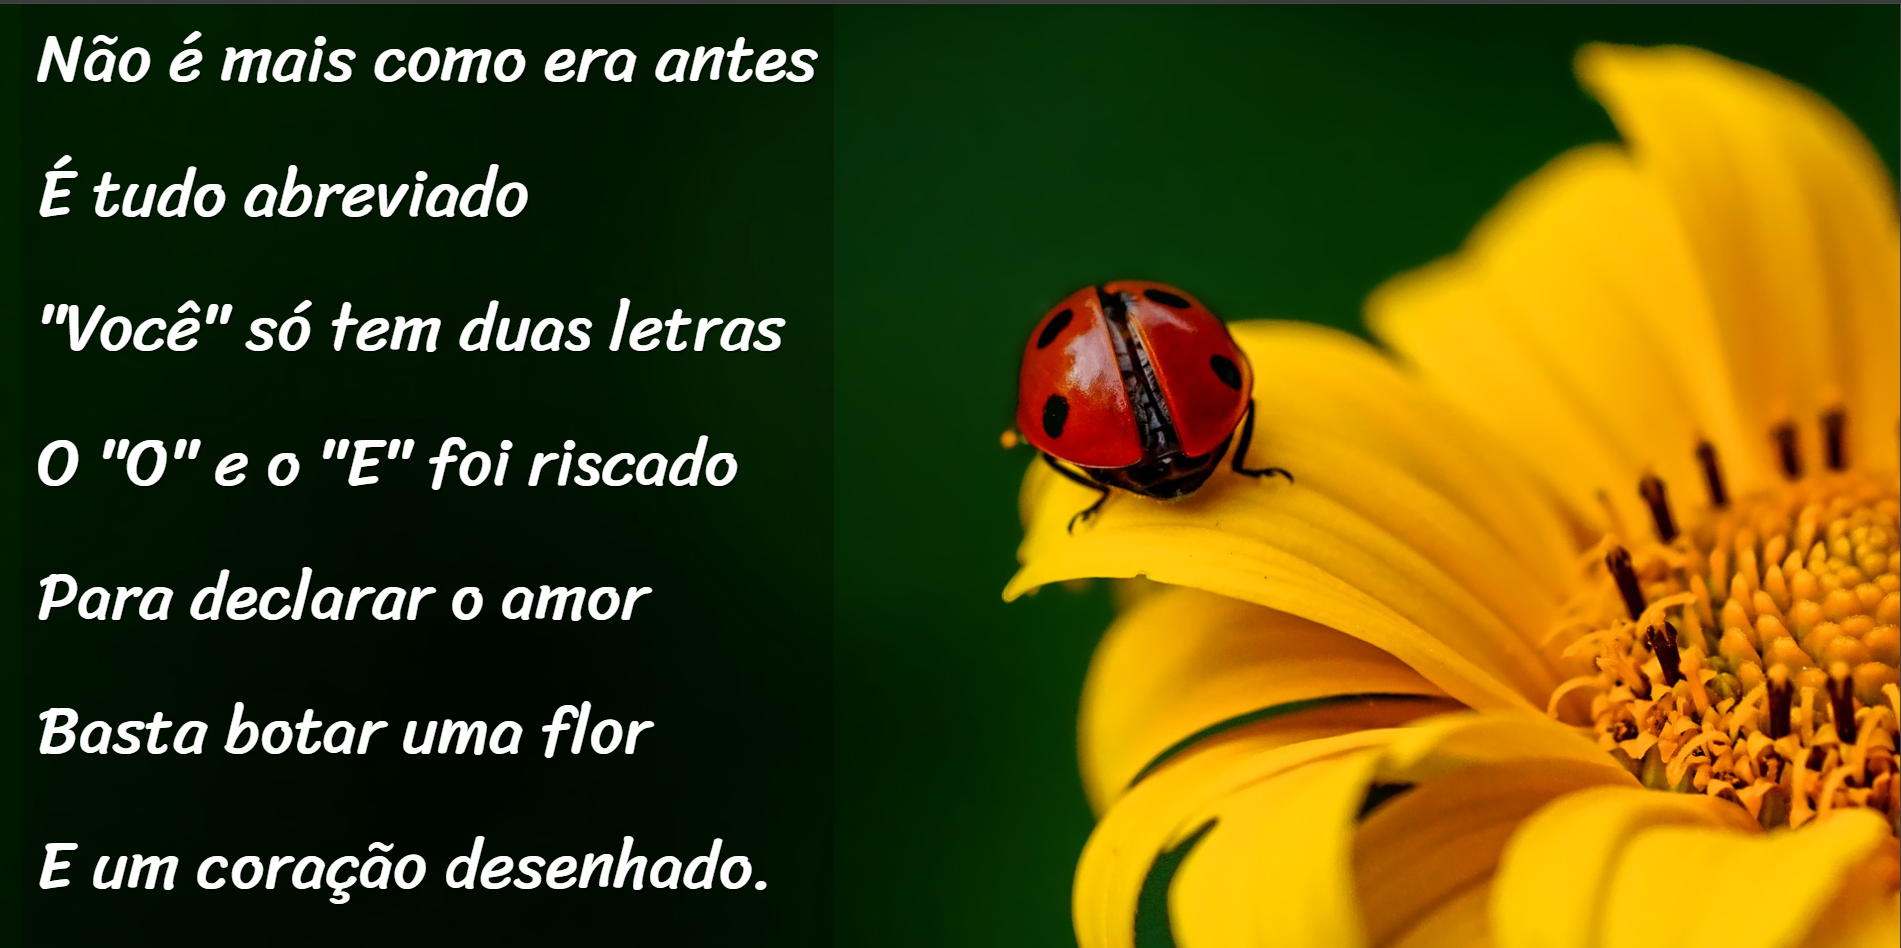 Não é mais como era antes
É tudo abreviado
"Você" só tem duas letras
O "O" e o "E" foi riscado
Para declarar o amor
Basta botar uma flor
E um coração desenhado.